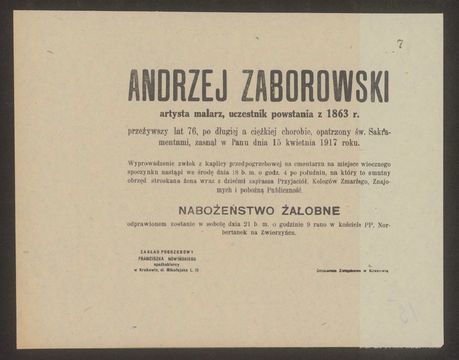 7
ANDRZEJ ZABOROWSKI
artysta malarz, uczestnik powstania z 1863 r.
przeżywszy lat 76, po długiej a ciężkiej chorobie, opatrzony św. Sakra-
mentami, zasnął w Panu dnia 15 kwietnia 1917 roku.
Wyprowadzenie zwłok z kaplicy przedpogrzebowej na cmentarzu na miejsce wiecznego
spoczynku nastąpi we środę dnia 18 b. m. o godz. 4 po południu, na który to smutny
obrzęd stroskana żona wraz z dziećmi zaprasza Przyjaciół, Kolegów Zmarłego, Znajo-
mych i pobożną Publiczność.
NABOŻEŃSTWO ŻAŁOBNE
odprawionem zostanie w sobotę dnia 21 b. m. o godzinie 9 rano w kościele PP. Nor-
bertanek na Zwierzyńcu.
ZAKŁAD POGRZEBOWY
FRANCISZKA NOWIŃSKIEGO
w Krakowie, ul. Mikołajska L.
Drukarnia Związkowa w Krakowie